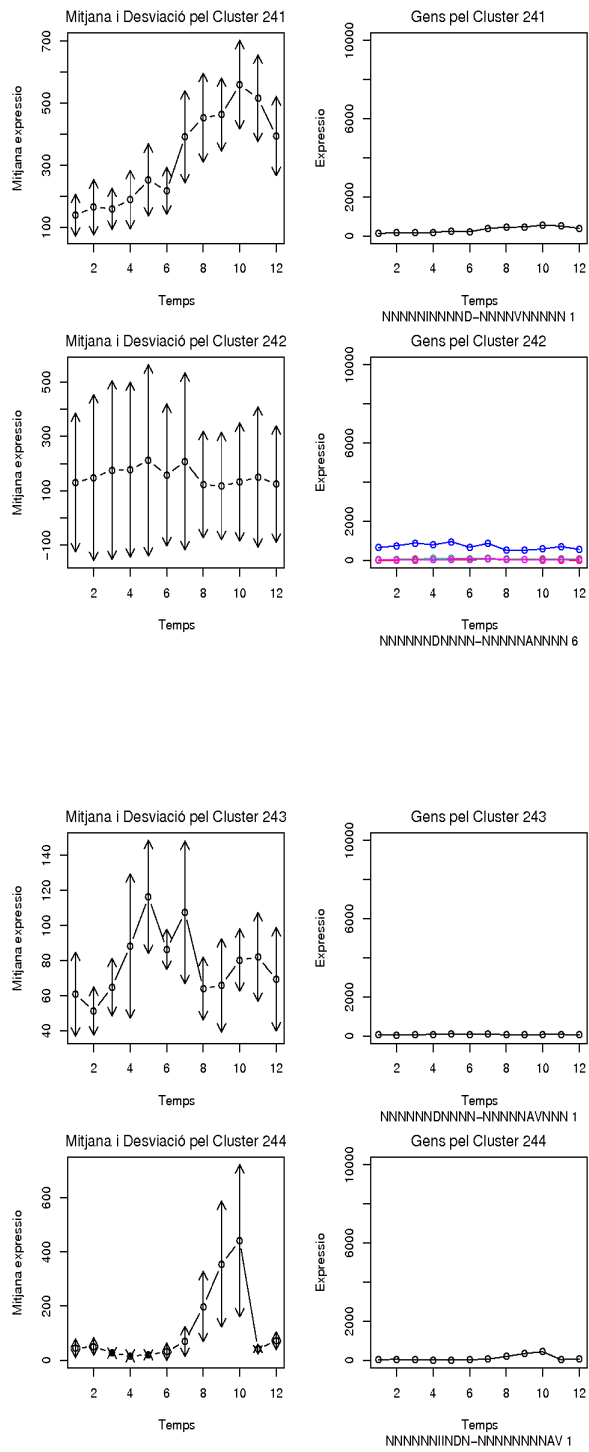 Mitjana i Desviació pel Cluster 241
Gens pel Cluster 241
Mitjana expressio
100 300 500 700
2 4 6 8 10 12
Temps
Expressio
0 2000 6000 10000
2 4 6 8 10 12
Temps
NNNNNINNNND-NNNNVNNNNN 1
Mitjana i Desviació pel Cluster 242
Gens pel Cluster 242
Mitjana expressio
-100 100 300 500
2 4 6 8 10 12
Temps
Expressio
0 2000 6000 10000
2 4 6 8 10 12
Temps
NNNNNNDNNNN-NNNNNANNNN 6
Mitjana i Desviació pel Cluster 243
Gens pel Cluster 243
Mitjana expressio
40 60 80 100 120 140
2 4 6 8 10 12
Temps
Expressio
0 2000 6000 10000
2 4 6 8 10 12
Temps
NNNNNNDNNNN-NNNNNAVNNN 1
Mitjana i Desviació pel Cluster 244
Gens pel Cluster 244
Mitjana expressio
0 200 400 600
2 4 6 8 10 12
Temps
Expressio
0 2000 6000 10000
2 4 6 8 10 12
Temps
NNNNNNIINDN-NNNNNNNNAV 1